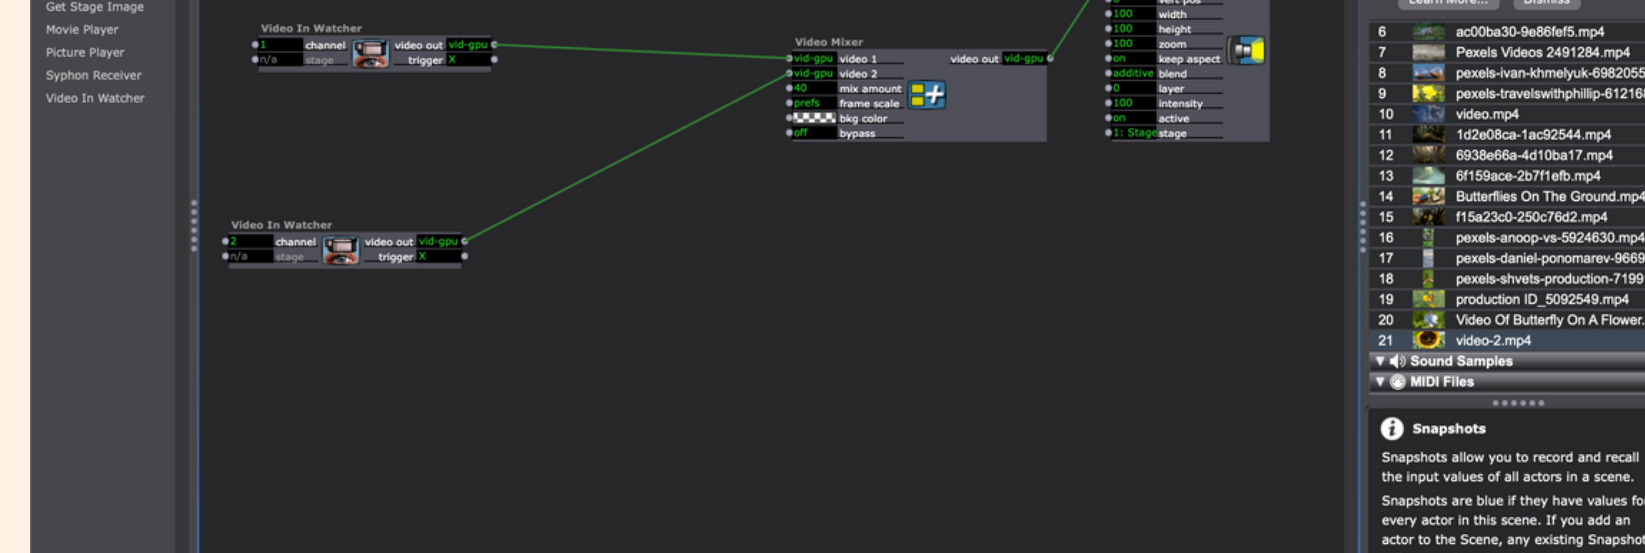 Get Stage Image
Movie Player
Picture Player
Syphon Receiver
Video In Watcher
Video In Watcher
1 channel video out vid-gpu
n/a stage trigger X
Video In Watcher
2 channel video out vid-gpu
n/a stage trigger X
Video Mixer
vid-gpu video 1 video out vid-gpu
vid-gpu video 2
40 mix amount
prefs frame scale
bkg color
off bypass
0 vert pos
100 width
100 height
100 zoom
on keep aspect
additive blend
0 layer
100 intensity
on active
1: Stage stage
Learn More... Dismiss
6 ac00ba30-9e86fef5.mp4
7 Pexels Videos 2491284.mp4
8 pexels-ivan-khmelyuk-6982055
9 pexels-travelswithphillip-61216
10 video.mp4
11 1d2e08ca-1ac92544.mp4
12 6938e66a-4d10ba17.mp4
13 6f159ace-2b7f1efb.mp4
14 Butterflies On The Ground.mp4
15 f15a23c0-250c76d2.mp4
16 pexels-anoop-vs-5924630.mp4
17 pexels-daniel-ponomarev-9669
18 pexels-shvets-production-7199
19 production ID_5092549.mp4
20 Video Of Butterfly On A Flower.
21 video-2.mp4
Sound Samples
MIDI Files
i Snapshots
Snapshots allow you to record and recall
the input values of all actors in a scene.
Snapshots are blue if they have values for
every actor in this scene. If you add an
actor to the Scene, any existing Snapshot